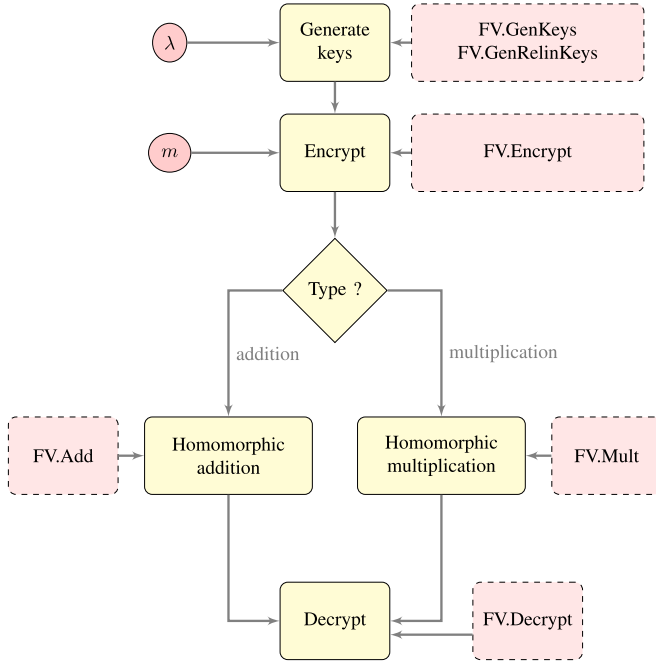 λ
Generate
keys
FV.GenKeys
FV.GenRelinKeys
m
Encrypt
FV.Encrypt
Type ?
addition
multiplication
FV.Add
Homomorphic
addition
Homomorphic
multiplication
FV.Mult
Decrypt
FV.Decrypt